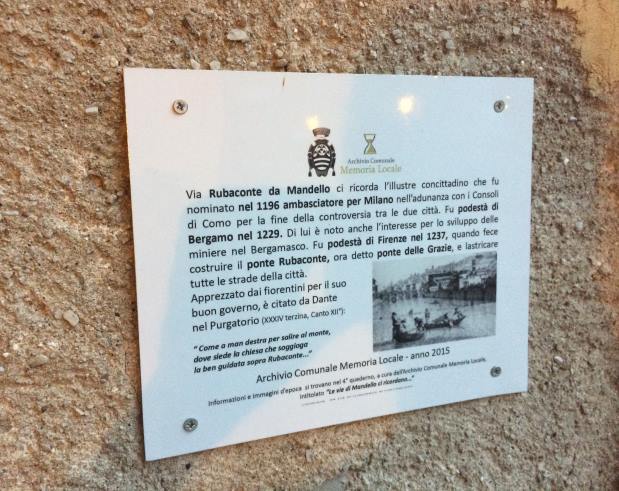 Archivio Comunale
Memoria Locale
Via Rubaconte da Mandello ci ricorda l'illustre concittadino che fu
nominato nel 1196 ambasciatore per Milano nell'adunanza con i Consoli
di Como per la fine della controversia tra le due città. Fu podestà di
Bergamo nel 1229. Di lui è noto anche l'interesse per lo sviluppo delle
miniere nel Bergamasco. Fu podestà di Firenze nel 1237, quando fece
costruire il ponte Rubaconte, ora detto ponte delle Grazie, e lastricare
tutte le strade della città.
Apprezzato dai fiorentini per il suo
buon governo, è citato da Dante
nel Purgatorio (XXXIV terzina, Canto XII°):
"Come a man destra per salire al monte,
dove siede la chiesa che soggioga
la ben guidata sopra Rubaconte..."
Archivio Comunale Memoria Locale - anno 2015
Informazioni e immagini d'epoca si trovano nel 4° quaderno, a cura dell'Archivio Comunale Memoria Locale,
intitolato "Le vie di Mandello ci ricordano..."